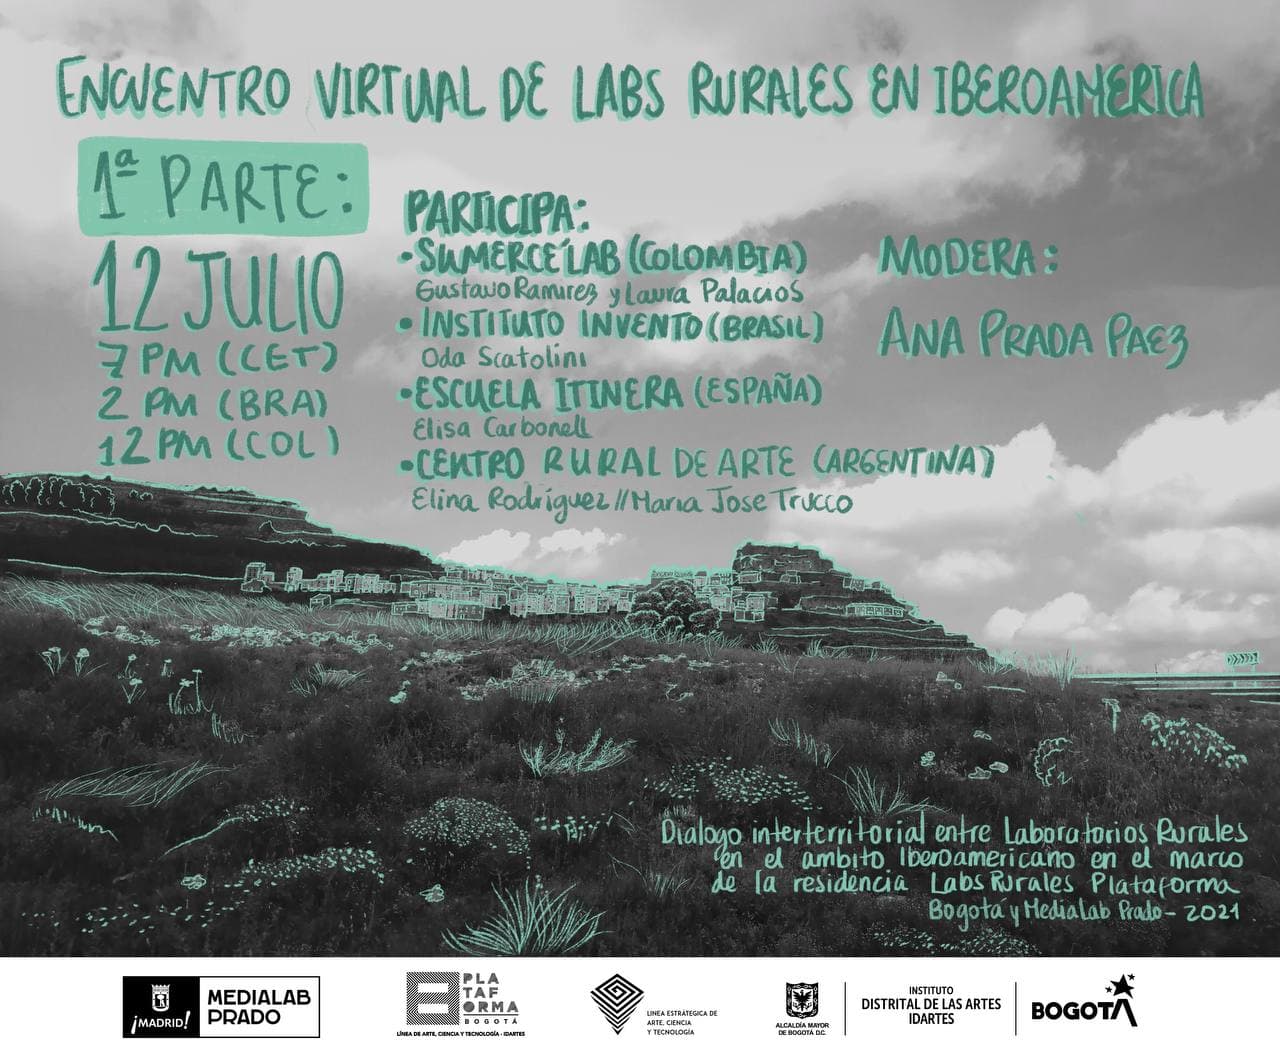 ENCUENTRO VIRTUAL DE LABS RURALES EN IBEROAMERICA
1ª PARTE:
12 JULIO
7 PM (CET)
2 PM (BRA)
12 PM (COL)
PARTICIPA:
• SUMERCÉ LAB (COLOMBIA)
Gustavo Ramirez y Laura Palacios
• INSTITUTO INVENTO (BRASIL)
Oda Scatolini
• ESCUELA ITINERA (ESPAÑA)
Elisa Carbonell
• CENTRO RURAL DE ARTE (ARGENTINA)
Elina Rodríguez // Maria Jose Trucco
MODERA:
ANA PRADA PAEZ
Dialogo interterritorial entre Laboratorios Rurales
en el ambito Iberoamericano en el marco
de la residencia Labs Rurales Plataforma
Bogotá y MediaLab Prado - 2021
¡MADRID!
MEDIALAB
PRADO
PLA
TAF
ORMA
BOGOTÁ
LÍNEA DE ARTE, CIENCIA Y TECNOLOGÍA - IDARTES
LINEA ESTRÁTEGICA DE
ARTE, CIENCIA
Y TECNOLOGÍA
ALCALDÍA MAYOR
DE BOGOTÁ D.C.
INSTITUTO
DISTRITAL DE LAS ARTES
IDARTES
BOGOTÁ